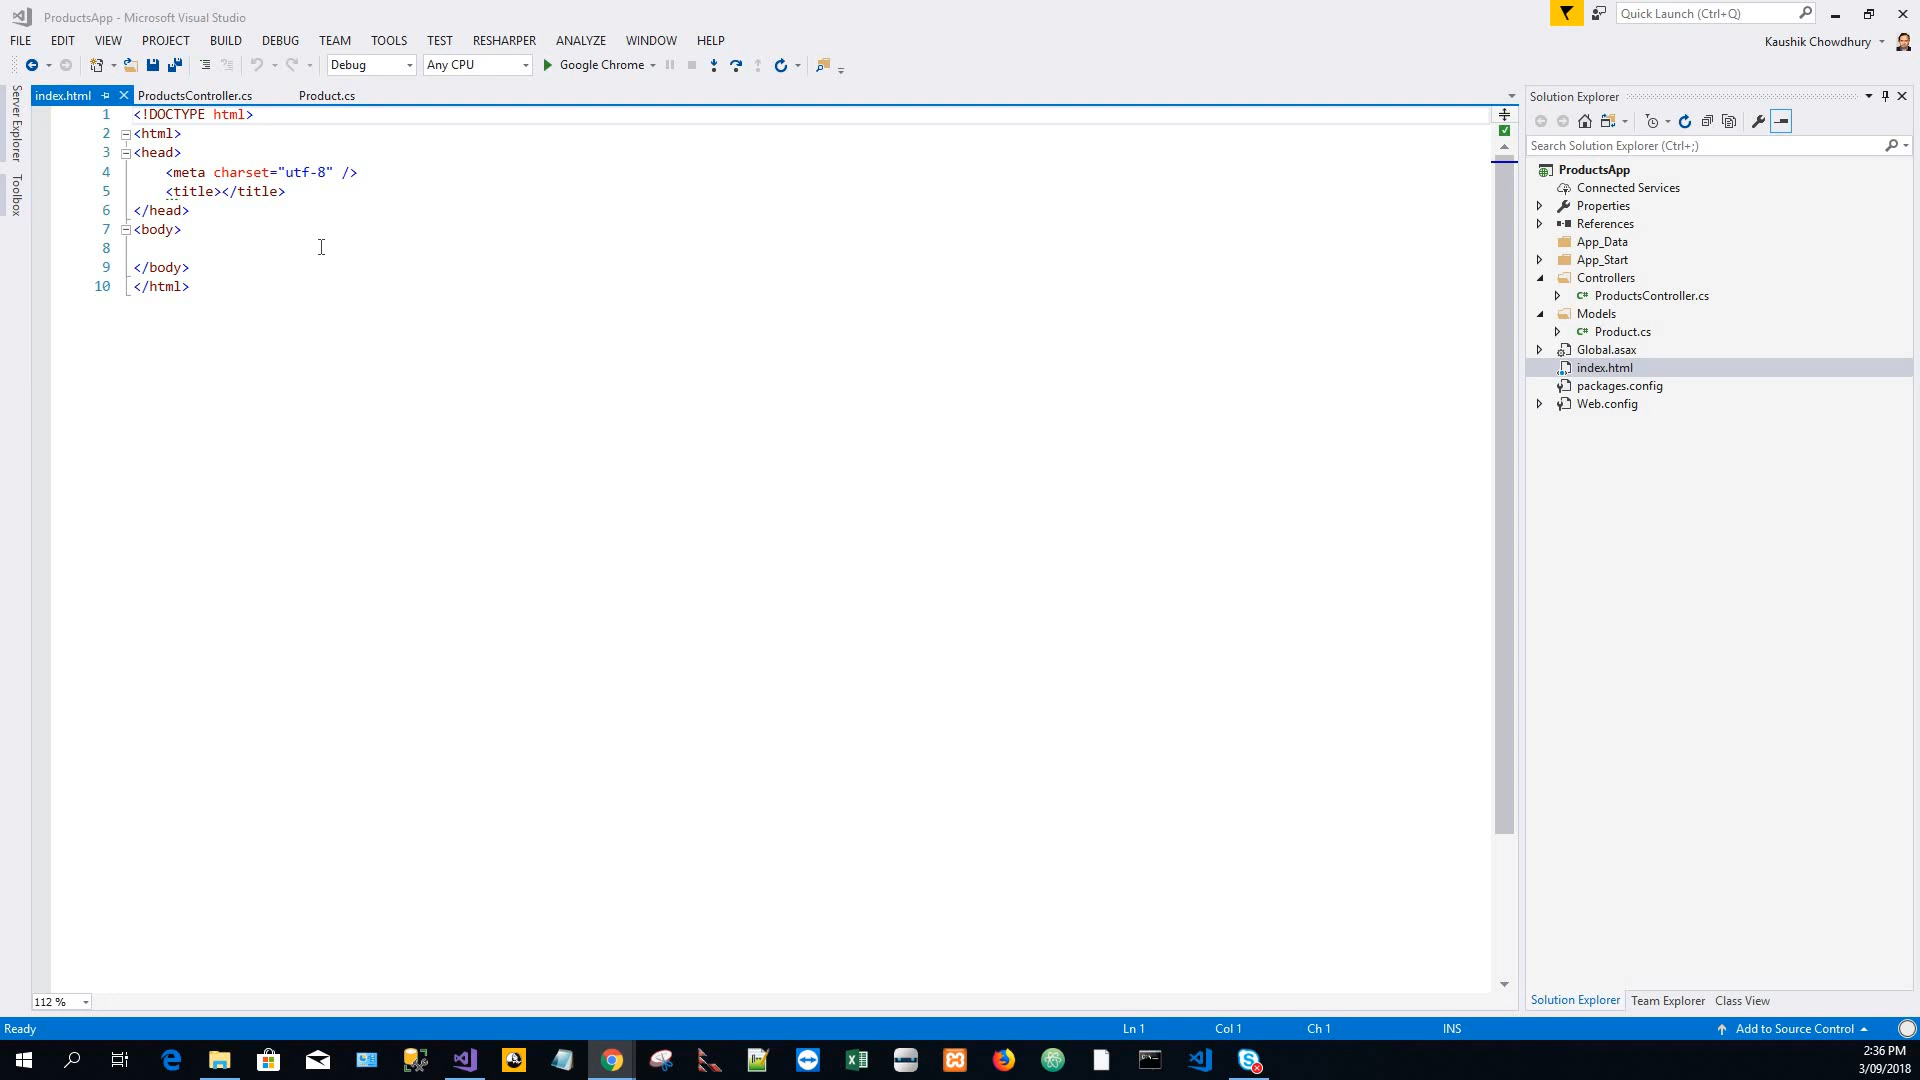 ProductsApp - Microsoft Visual Studio
Quick Launch (Ctrl+Q)
FILE EDIT VIEW PROJECT BUILD DEBUG TEAM TOOLS TEST RESHARPER ANALYZE WINDOW HELP
Kaushik Chowdhury
Debug Any CPU Google Chrome
Server Explorer
Toolbox
index.html ProductsController.cs Product.cs
1 <!DOCTYPE html>
2 <html>
3 <head>
4 <meta charset="utf-8" />
5 <title></title>
6 </head>
7 <body>
8
9 </body>
10 </html>
112 %
Solution Explorer
Search Solution Explorer (Ctrl+;)
ProductsApp
Connected Services
Properties
References
App_Data
App_Start
Controllers
C# ProductsController.cs
Models
C# Product.cs
Global.asax
index.html
packages.config
Web.config
Solution Explorer Team Explorer Class View
Ready Ln 1 Col 1 Ch 1 INS Add to Source Control
2:36 PM
3/09/2018